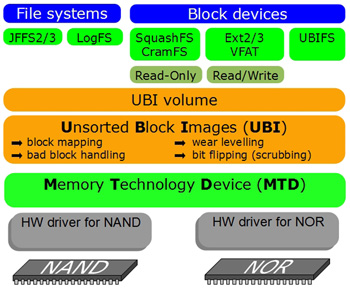 File systems
Block devices
JFFS2/3
LogFS
SquashFS
CramFS
Ext2/3
VFAT
UBIFS
Read-Only
Read/Write
UBI volume
Unsorted Block Images (UBI)
➞ block mapping
➞ wear levelling
➞ bad block handling
➞ bit flipping (scrubbing)
Memory Technology Device (MTD)
HW driver for NAND
HW driver for NOR
NAND
NOR